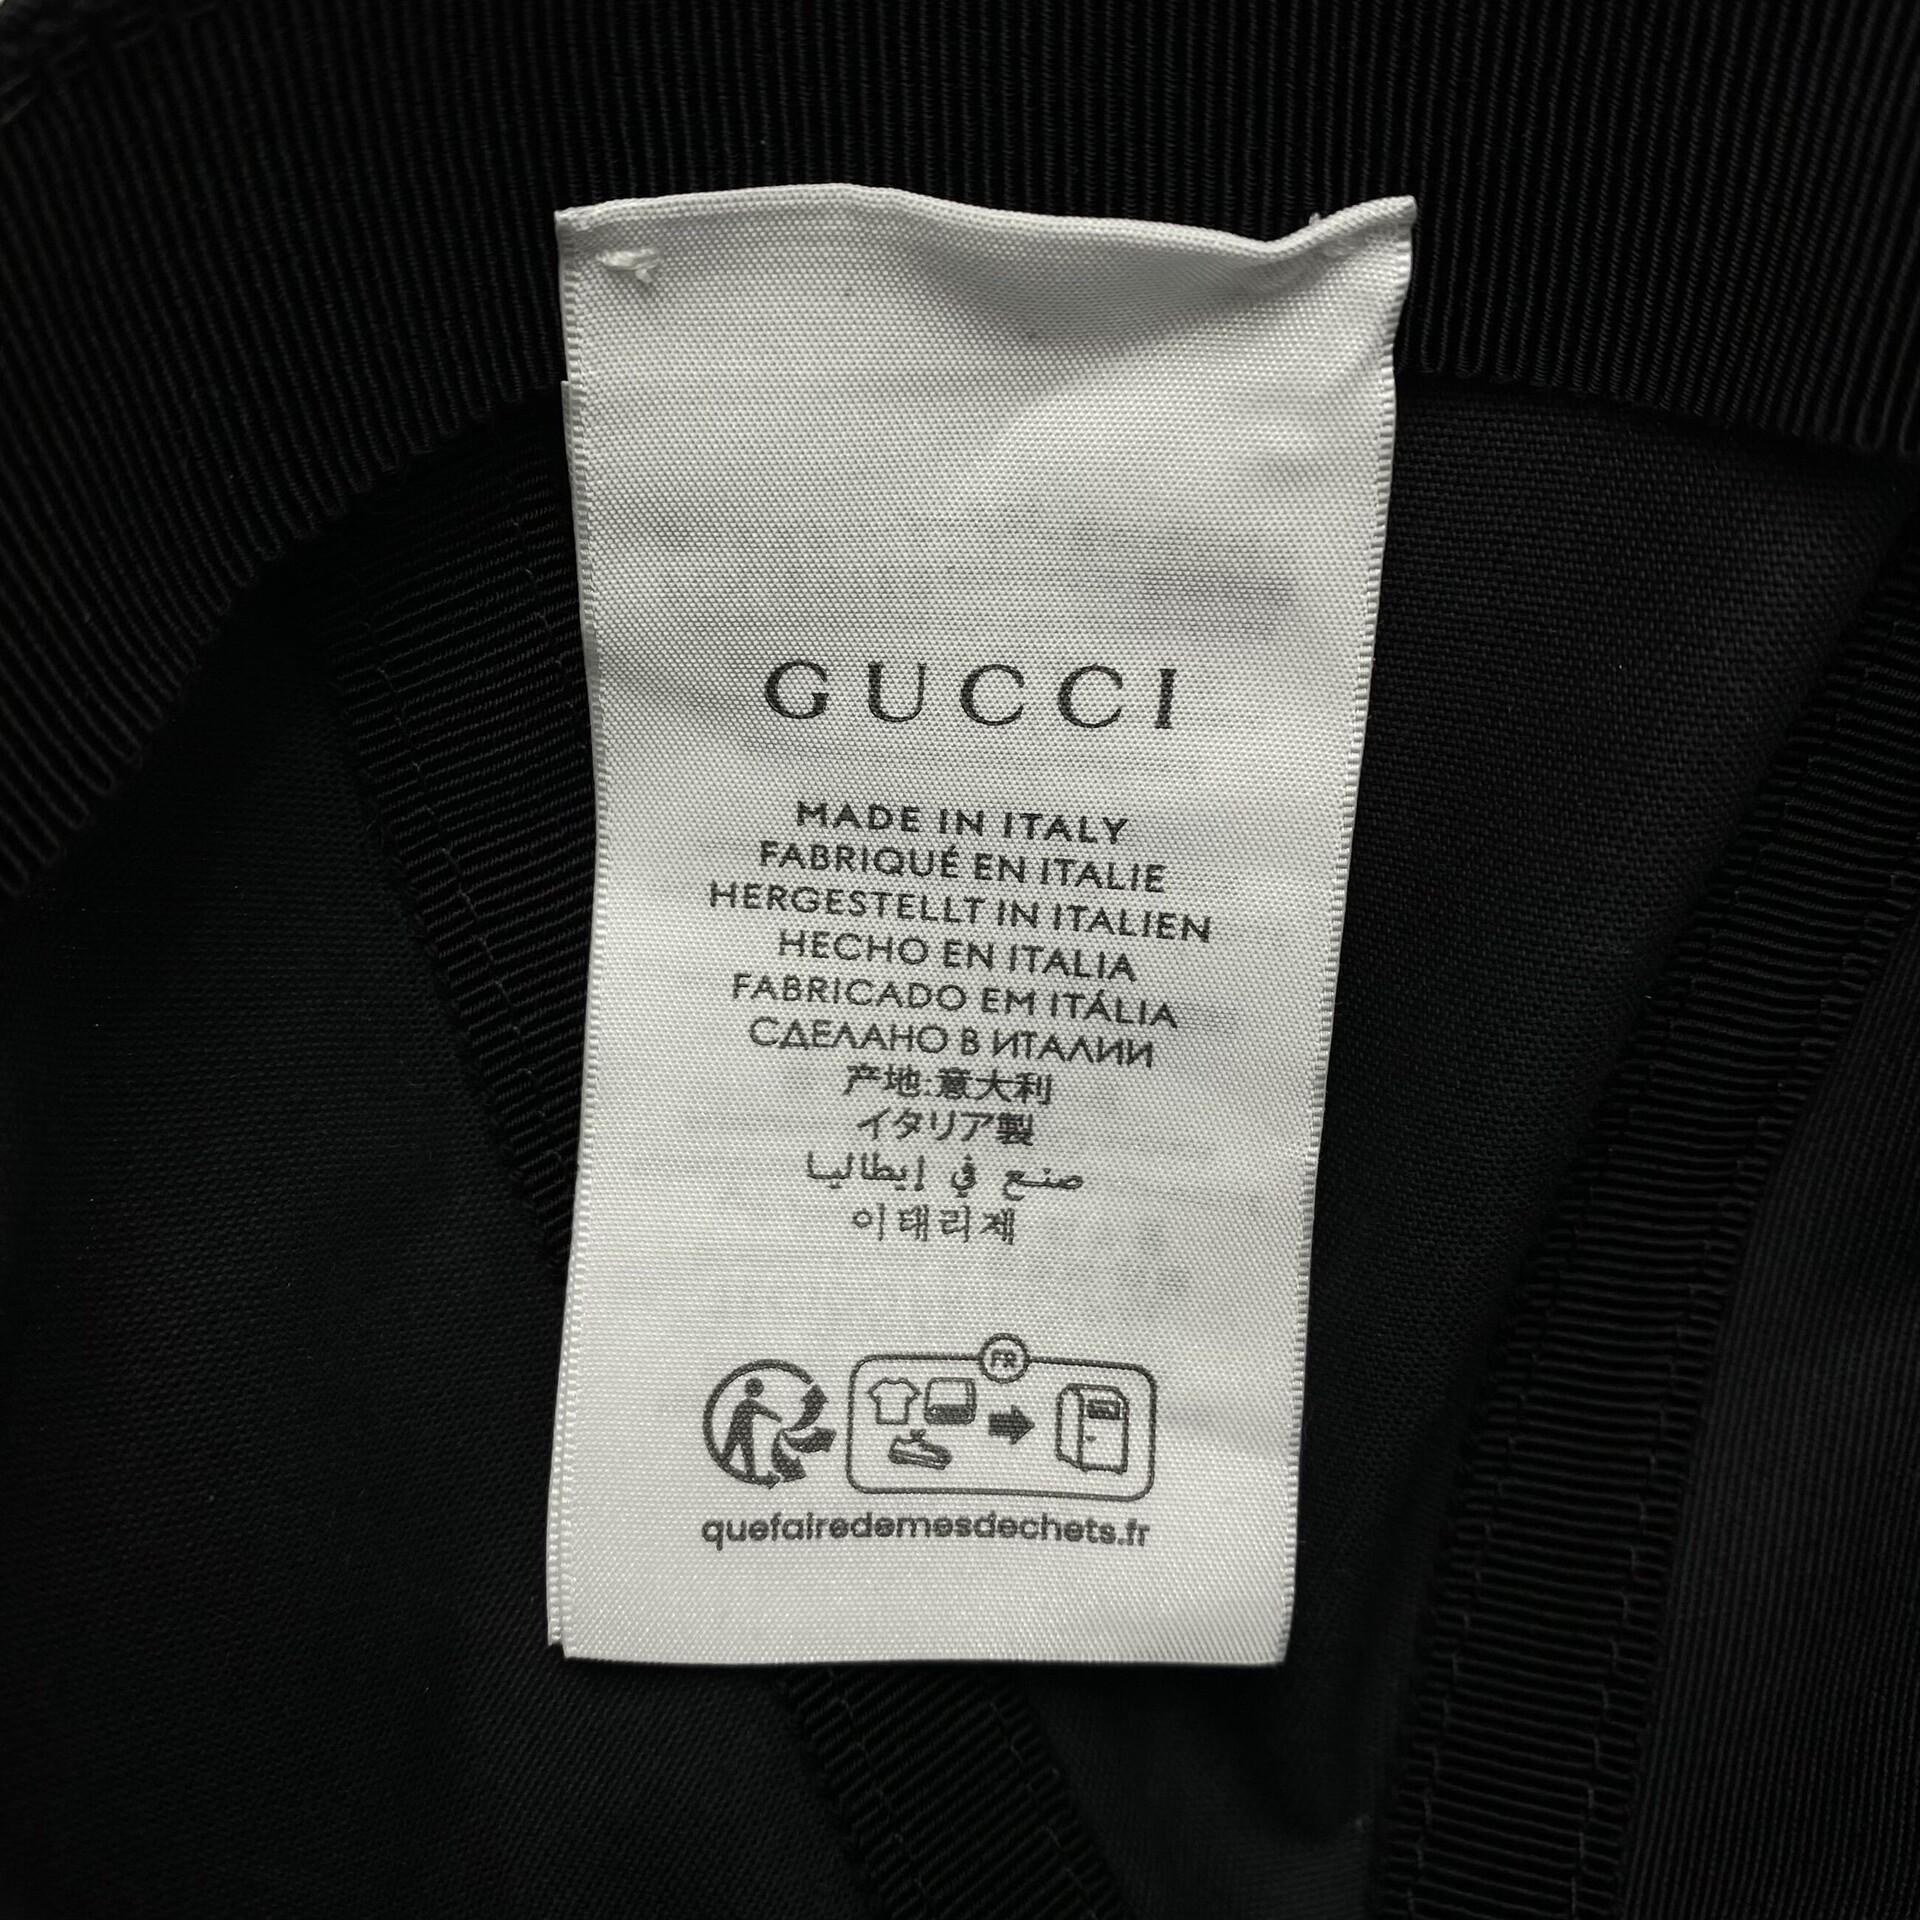 GUCCI
MADE IN ITALY
FABRIQUÉ EN ITALIE
HERGESTELLT IN ITALIEN
HECHO EN ITALIA
FABRICADO EM ITÁLIA
СДЕЛАНО В ИТАЛИИ
产地:意大利
イタリア製
صنع في إيطاليا
이태리제
FR
quefairedemesdechets.fr